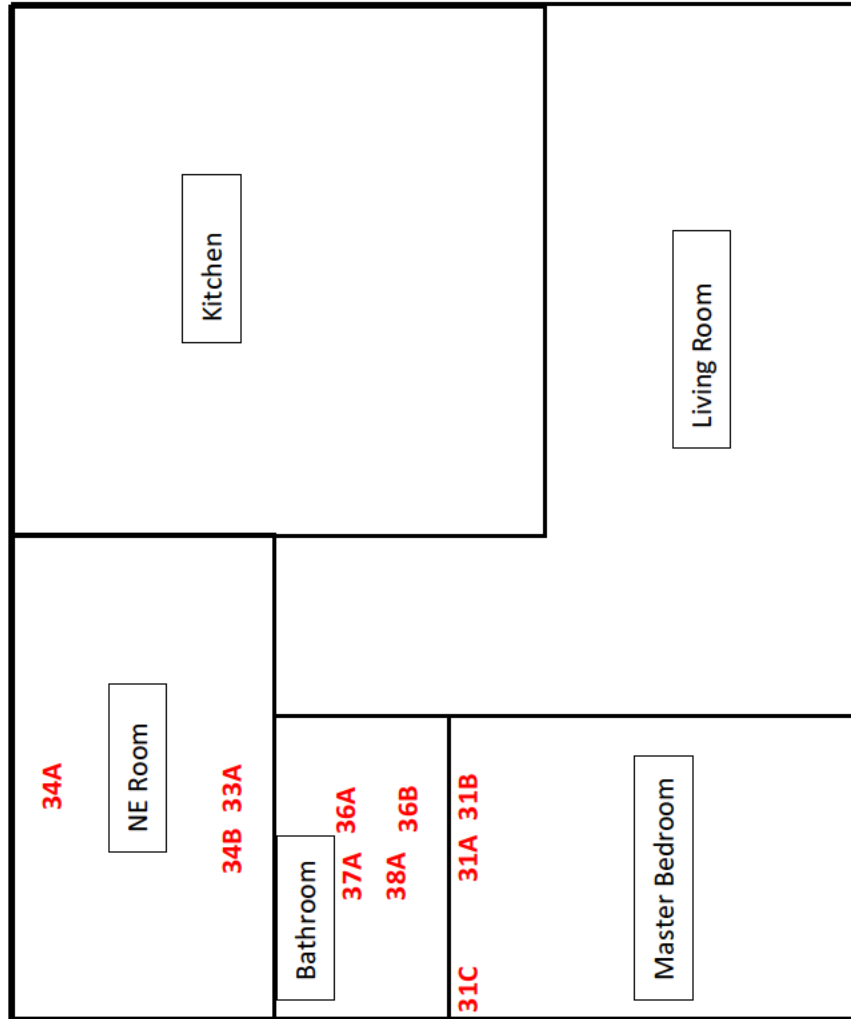 34A
NE Room
Kitchen
34B 33A
Bathroom
37A 36A
38A 36B
31C 31A 31B
Master Bedroom
Living Room